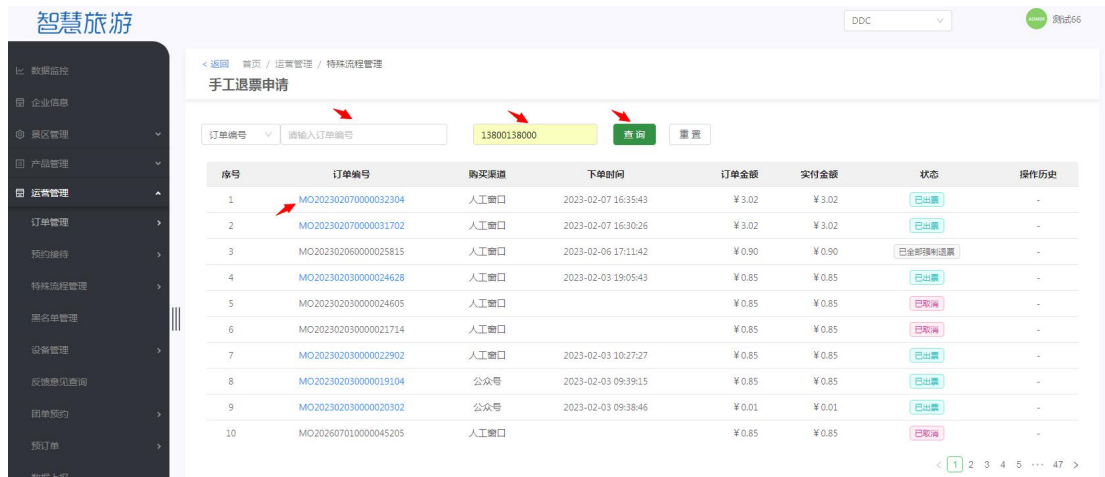 智慧旅游
DDC
ADMIN 测试66
数据监控
企业信息
景区管理
产品管理
运营管理
订单管理
预约接待
特殊流程管理
黑名单管理
设备管理
反馈意见查询
团单预约
预订单
数据上报
< 返回 首页 / 运营管理 / 特殊流程管理
手工退票申请
订单编号 请输入订单编号 13800138000 查询 重置
序号 订单编号 购买渠道 下单时间 订单金额 实付金额 状态 操作历史
1 MO202302070000032304 人工窗口 2023-02-07 16:35:43 ¥3.02 ¥3.02 已出票 -
2 MO202302070000031702 人工窗口 2023-02-07 16:30:26 ¥3.02 ¥3.02 已出票 -
3 MO202302060000025815 人工窗口 2023-02-06 17:11:42 ¥0.90 ¥0.90 已全部强制退票 -
4 MO202302030000024628 人工窗口 2023-02-03 19:05:43 ¥0.85 ¥0.85 已出票 -
5 MO202302030000024605 人工窗口 ¥0.85 ¥0.85 已取消 -
6 MO202302030000021714 人工窗口 ¥0.85 ¥0.85 已取消 -
7 MO202302030000022902 人工窗口 2023-02-03 10:27:27 ¥0.85 ¥0.85 已出票 -
8 MO202302030000019104 公众号 2023-02-03 09:39:15 ¥0.85 ¥0.85 已出票 -
9 MO202302030000020302 公众号 2023-02-03 09:38:46 ¥0.01 ¥0.01 已出票 -
10 MO202607010000045205 人工窗口 ¥0.85 ¥0.85 已取消 -
< 1 2 3 4 5 ··· 47 >